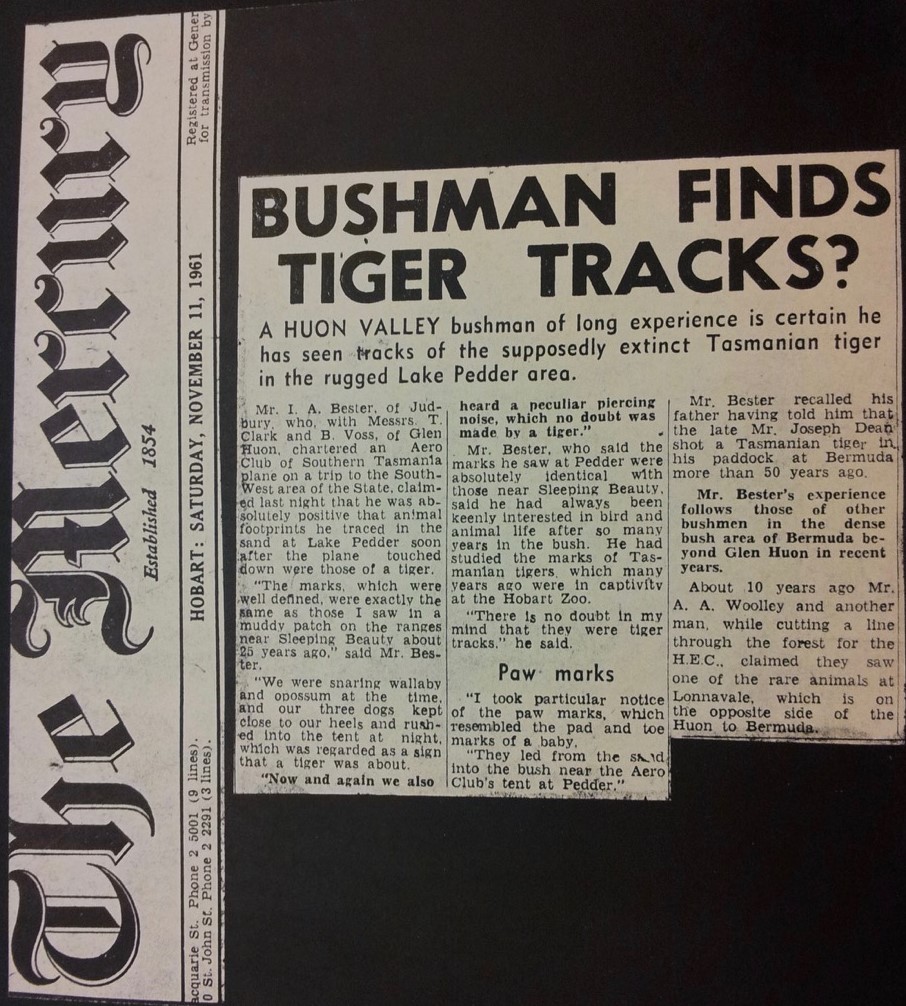 The Mercury
Established 1854
HOBART: SATURDAY, NOVEMBER 11, 1961
Registered at Gener
for transmission by
acquarie St. Phone 2 5001 (9 lines).
0 St. John St. Phone 2 2291 (3 lines).
BUSHMAN FINDS
TIGER TRACKS?
A HUON VALLEY bushman of long experience is certain he
has seen tracks of the supposedly extinct Tasmanian tiger
in the rugged Lake Pedder area.
Mr. I. A. Bester, of Jud-
bury, who, with Messrs. T.
Clark and B. Voss, of Glen
Huon, chartered an Aero
Club of Southern Tasmania
plane on a trip to the South-
West area of the State, claim-
ed last night that he was ab-
solutely positive that animal
footprints he traced in the
sand at Lake Pedder soon
after the plane touched
down were those of a tiger.
"The marks, which were
well defined, were exactly the
same as those I saw in a
muddy patch on the ranges
near Sleeping Beauty about
25 years ago," said Mr. Bes-
ter.
"We were snaring wallaby
and opossum at the time,
and our three dogs kept
close to our heels and rush-
ed into the tent at night,
which was regarded as a sign
that a tiger was about.
"Now and again we also
heard a peculiar piercing
noise, which no doubt was
made by a tiger."
Mr. Bester, who said the
marks he saw at Pedder were
absolutely identical with
those near Sleeping Beauty,
said he had always been
keenly interested in bird and
animal life after so many
years in the bush. He had
studied the marks of Tas-
manian tigers, which many
years ago were in captivity
at the Hobart Zoo.
"There is no doubt in my
mind that they were tiger
tracks," he said.
Paw marks
"I took particular notice
of the paw marks, which
resembled the pad and toe
marks of a baby.
"They led from the sand
into the bush near the Aero
Club's tent at Pedder."
Mr. Bester recalled his
father having told him that
the late Mr. Joseph Dean
shot a Tasmanian tiger in
his paddock at Bermuda
more than 50 years ago.
Mr. Bester's experience
follows those of other
bushmen in the dense
bush area of Bermuda be-
yond Glen Huon in recent
years.
About 10 years ago Mr.
A. A. Woolley and another
man, while cutting a line
through the forest for the
H.E.C., claimed they saw
one of the rare animals at
Lonnavale, which is on
the opposite side of the
Huon to Bermuda.